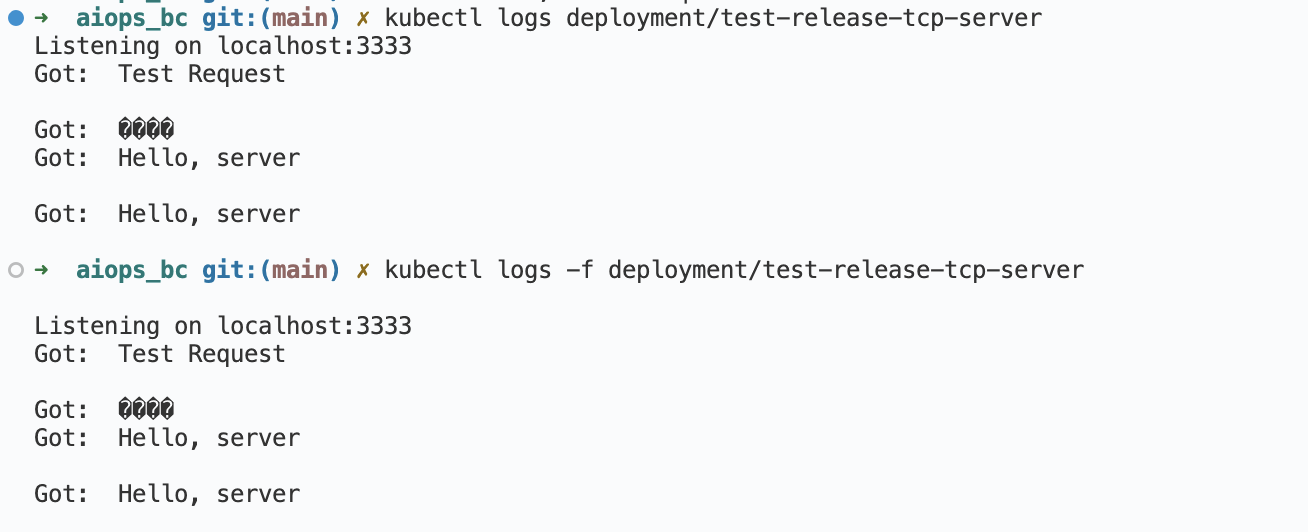 ➜ aiops_bc git:(main) ✗ kubectl logs deployment/test-release-tcp-server
Listening on localhost:3333
Got:  Test Request
Got:  ����
Got:  Hello, server
Got:  Hello, server
➜ aiops_bc git:(main) ✗ kubectl logs -f deployment/test-release-tcp-server
Listening on localhost:3333
Got:  Test Request
Got:  ����
Got:  Hello, server
Got:  Hello, server